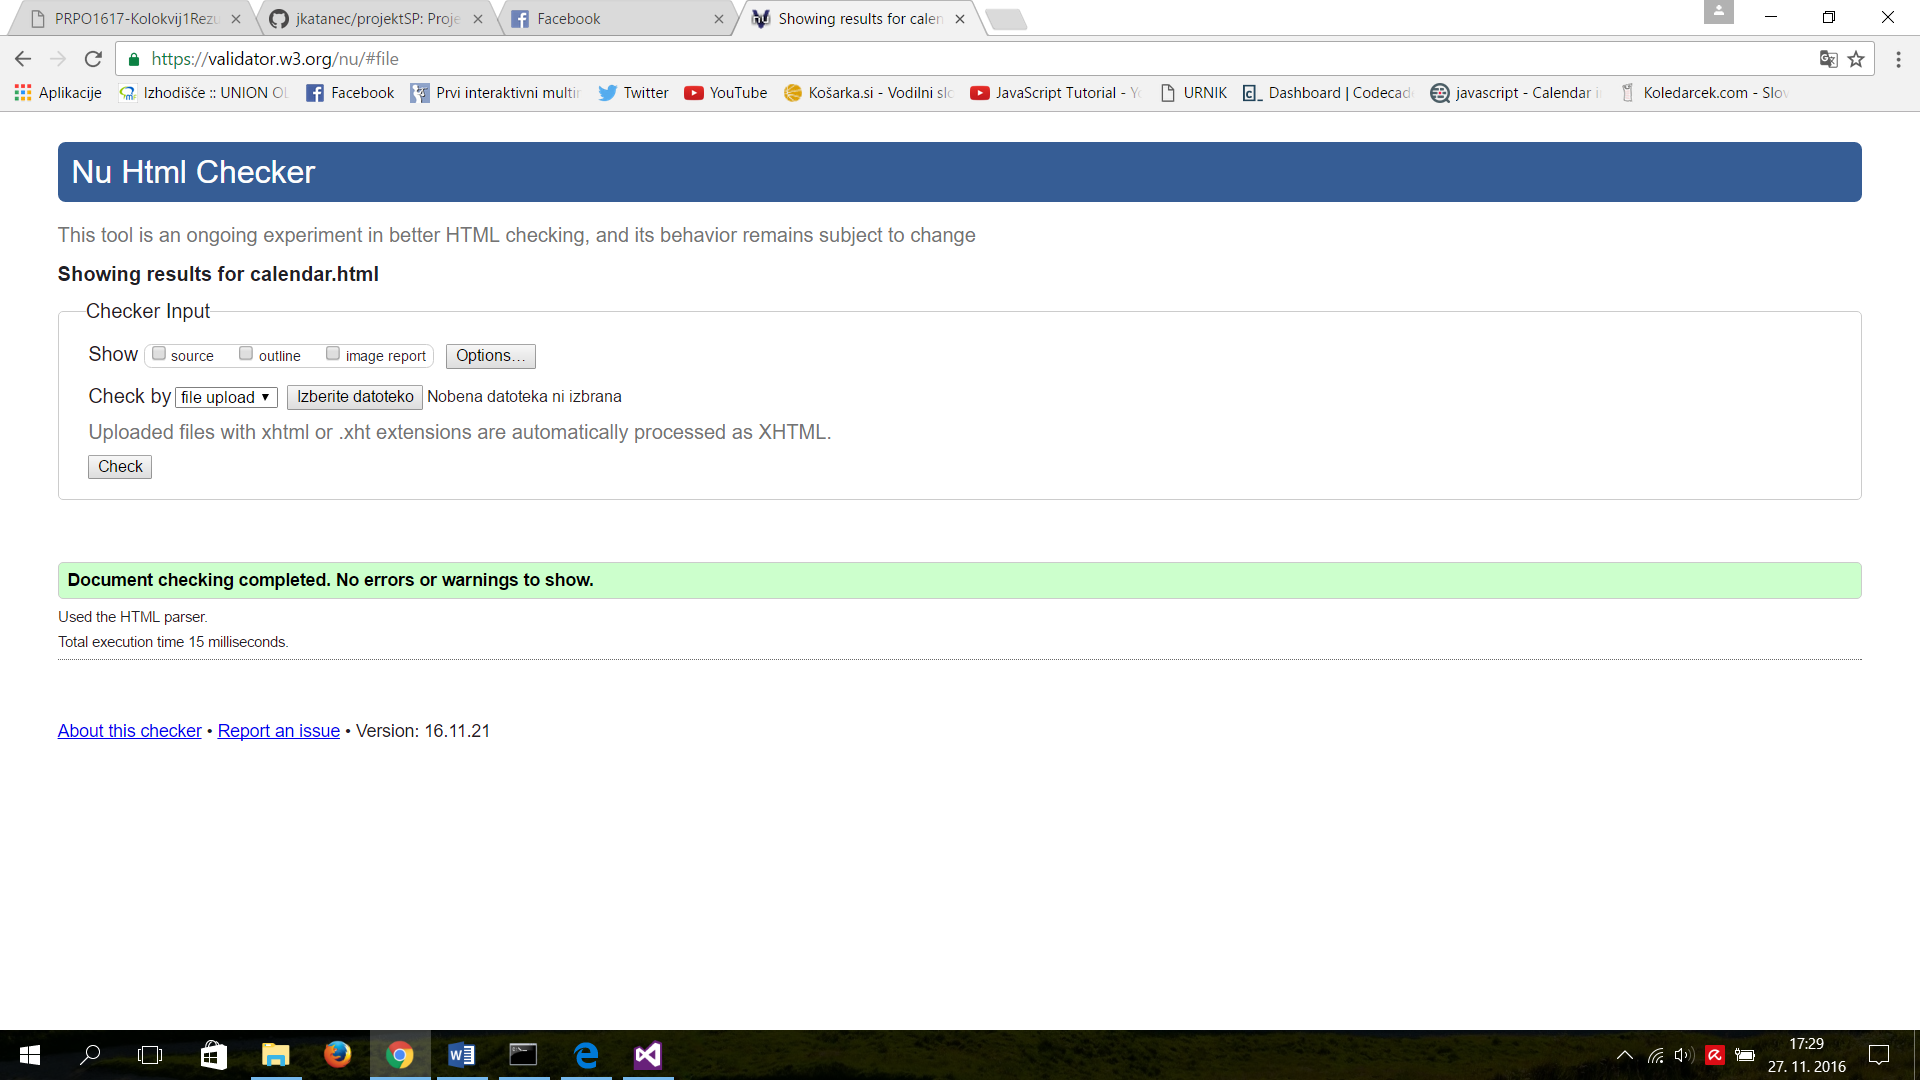 PRPO1617-Kolokvij1Rezu
jkatanec/projektSP: Proje
Facebook
Showing results for calen
https://validator.w3.org/nu/#file
Aplikacije
Izhodišče :: UNION OL
Facebook
Prvi interaktivni multim
Twitter
YouTube
Košarka.si - Vodilni slo
JavaScript Tutorial - Yo
URNIK
Dashboard | Codecade
javascript - Calendar i
Koledarcek.com - Slov
Nu Html Checker
This tool is an ongoing experiment in better HTML checking, and its behavior remains subject to change
Showing results for calendar.html
Checker Input
Show source outline image report Options...
Check by file upload Izberite datoteko Nobena datoteka ni izbrana
Uploaded files with xhtml or .xht extensions are automatically processed as XHTML.
Check
Document checking completed. No errors or warnings to show.
Used the HTML parser.
Total execution time 15 milliseconds.
About this checker • Report an issue • Version: 16.11.21
17:29
27. 11. 2016